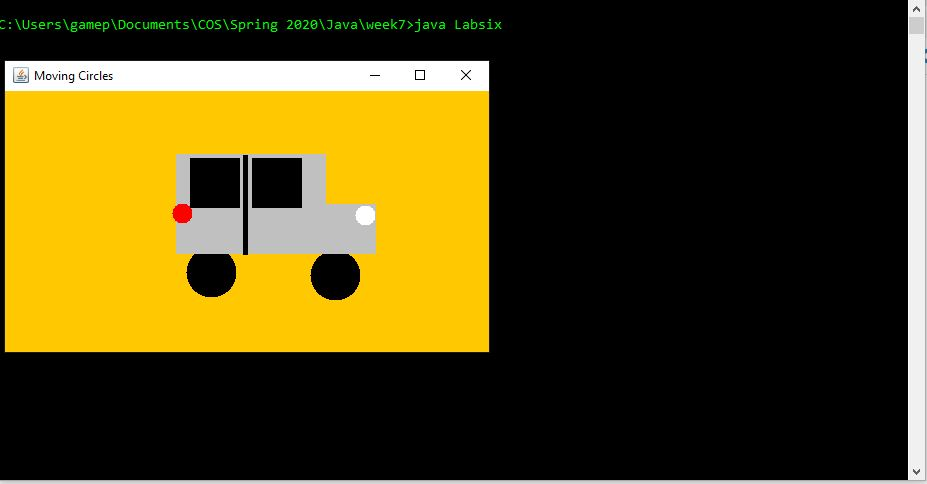 C:\Users\gamep\Documents\COS\Spring 2020\Java\week7>java Labsix
Moving Circles